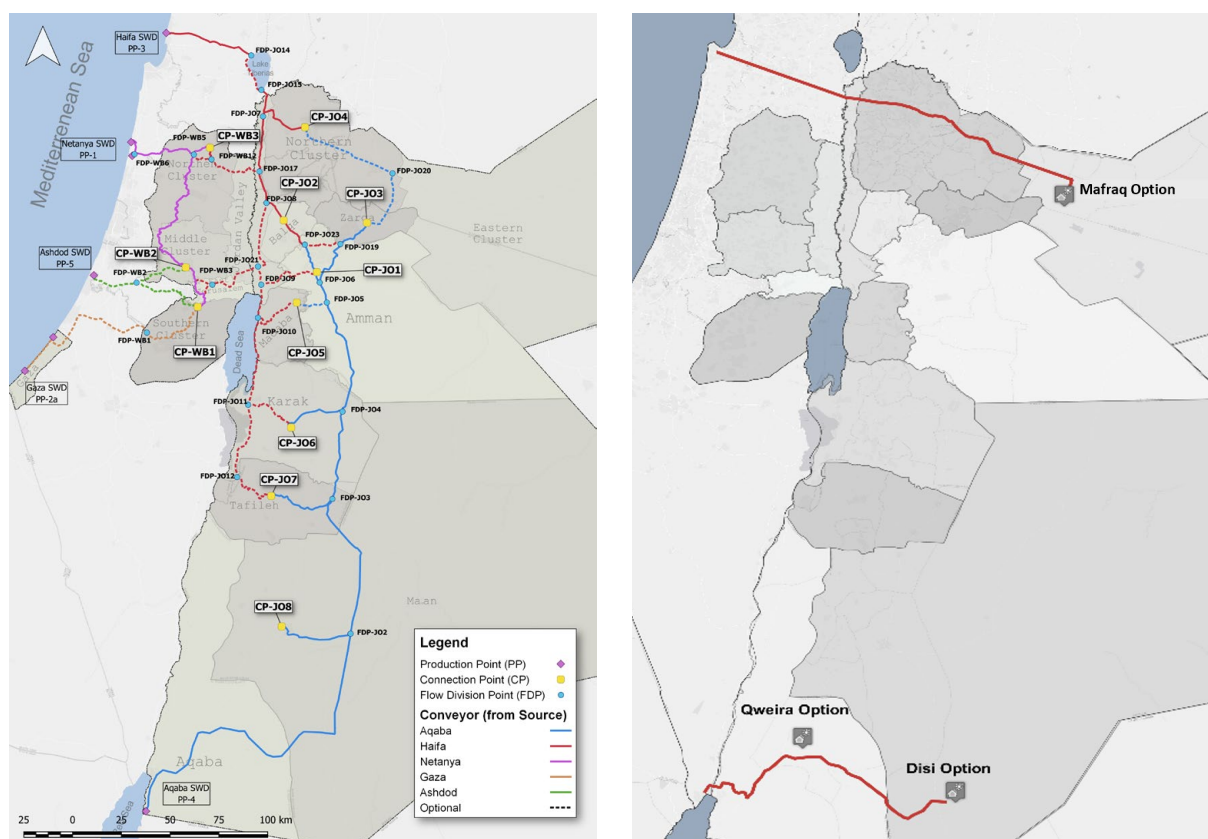 Haifa SWD
PP-3
FDP-JO14
Lake
Tiberias
FDP-JO15
Mediterranean Sea
FDP-JO7
CP-JO4
Northern
Cluster
FDP-WB5
CP-WB3
Netanya SWD
PP-1
FDP-WB6
FDP-WB12
Northern
Cluster
FDP-JO17
FDP-JO20
CP-JO2
CP-JO3
FDP-JO8
Zarqa
Balqa
Jordan Valley
Eastern
Cluster
Middle
Cluster
FDP-JO23
FDP-JO19
Ashdod SWD
PP-5
CP-WB2
FDP-WB2
FDP-WB3
FDP-JO21
CP-JO1
FDP-JO9
FDP-JO6
Jerusalem
FDP-JO5
Amman
Madaba
FDP-JO10
Southern
Cluster
FDP-WB1
CP-WB1
CP-JO5
Dead Sea
Gaza
Gaza SWD
PP-2a
FDP-JO11
Karak
FDP-JO4
CP-JO6
FDP-JO12
CP-JO7
FDP-JO3
Tafileh
CP-JO8
Maan
FDP-JO2
Aqaba
Aqaba SWD
PP-4
Red Sea
Legend
Production Point (PP)
Connection Point (CP)
Flow Division Point (FDP)
Conveyor (from Source)
Aqaba
Haifa
Netanya
Gaza
Ashdod
Optional
25 0 25 50 75 100 km
Mafraq Option
Qweira Option
Disi Option